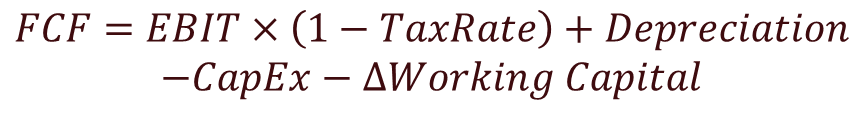 FCF = EBIT × (1 − TaxRate) + Depreciation
−CapEx − ΔWorking Capital